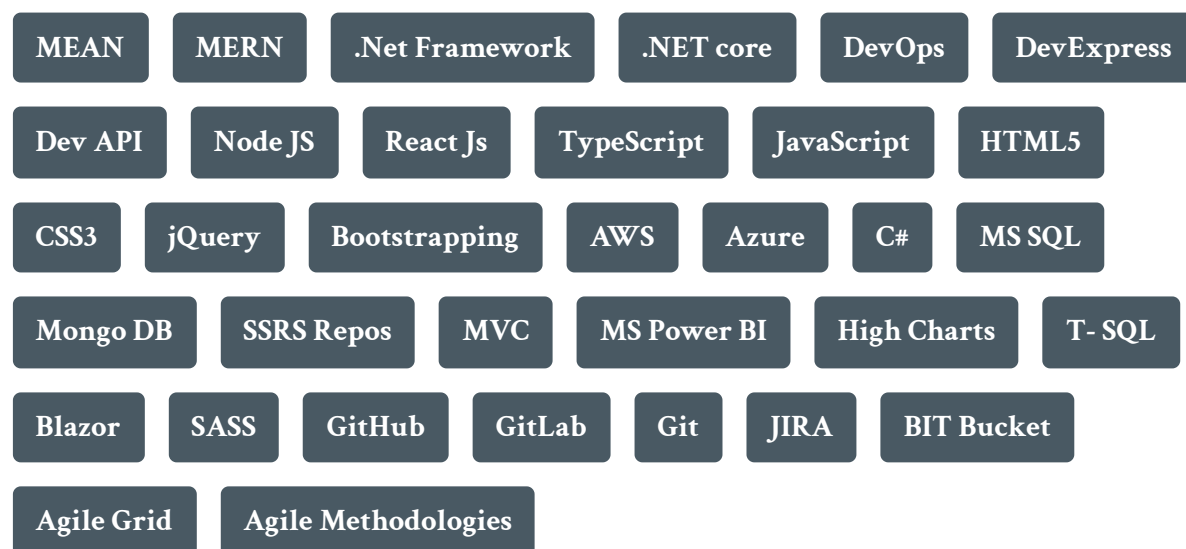 MEAN MERN .Net Framework .NET core DevOps DevExpress
Dev API Node JS React Js TypeScript JavaScript HTML5
CSS3 jQuery Bootstrapping AWS Azure C# MS SQL
Mongo DB SSRS Repos MVC MS Power BI High Charts T- SQL
Blazor SASS GitHub GitLab Git JIRA BIT Bucket
Agile Grid Agile Methodologies